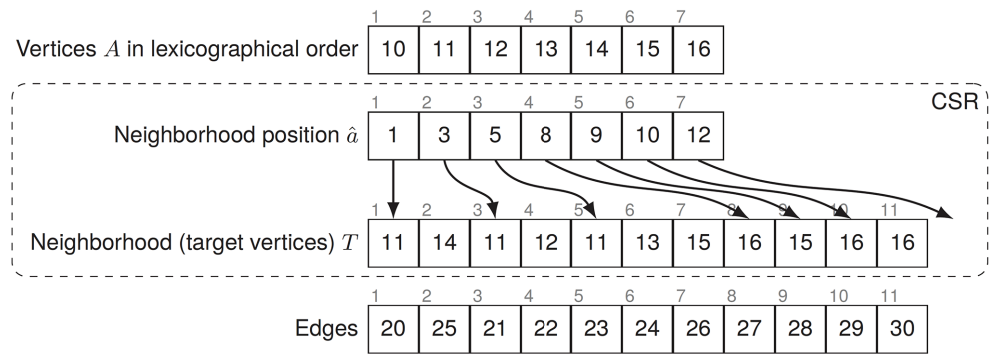 1 2 3 4 5 6 7
Vertices A in lexicographical order 10 11 12 13 14 15 16
CSR
1 2 3 4 5 6 7
Neighborhood position â 1 3 5 8 9 10 12
1 2 3 4 5 6 7 8 9 10 11
Neighborhood (target vertices) T 11 14 11 12 11 13 15 16 15 16 16
1 2 3 4 5 6 7 8 9 10 11
Edges 20 25 21 22 23 24 26 27 28 29 30